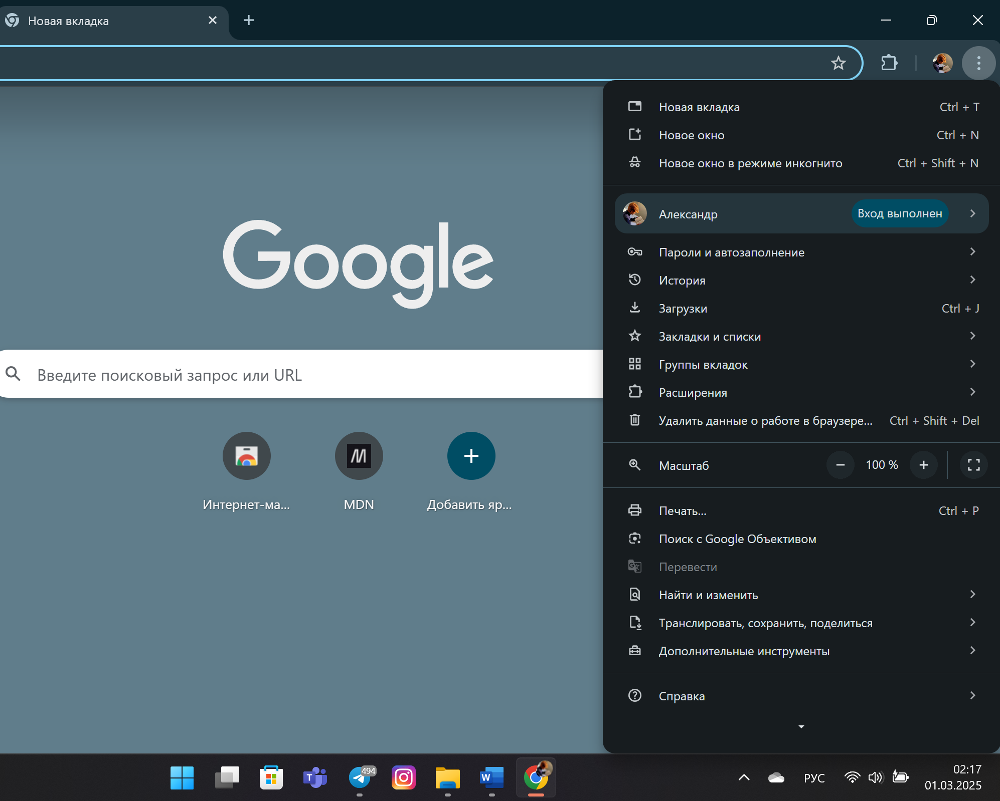 Новая вкладка
Новая вкладка Ctrl + T
Новое окно Ctrl + N
Новое окно в режиме инкогнито Ctrl + Shift + N
Александр Вход выполнен
Пароли и автозаполнение
История
Загрузки Ctrl + J
Закладки и списки
Группы вкладок
Расширения
Удалить данные о работе в браузере... Ctrl + Shift + Del
Масштаб 100 %
Печать... Ctrl + P
Поиск с Google Объективом
Перевести
Найти и изменить
Транслировать, сохранить, поделиться
Дополнительные инструменты
Справка
Google
Введите поисковый запрос или URL
Интернет-ма...
MDN
Добавить яр...
T
494
W
РУС
02:17
01.03.2025